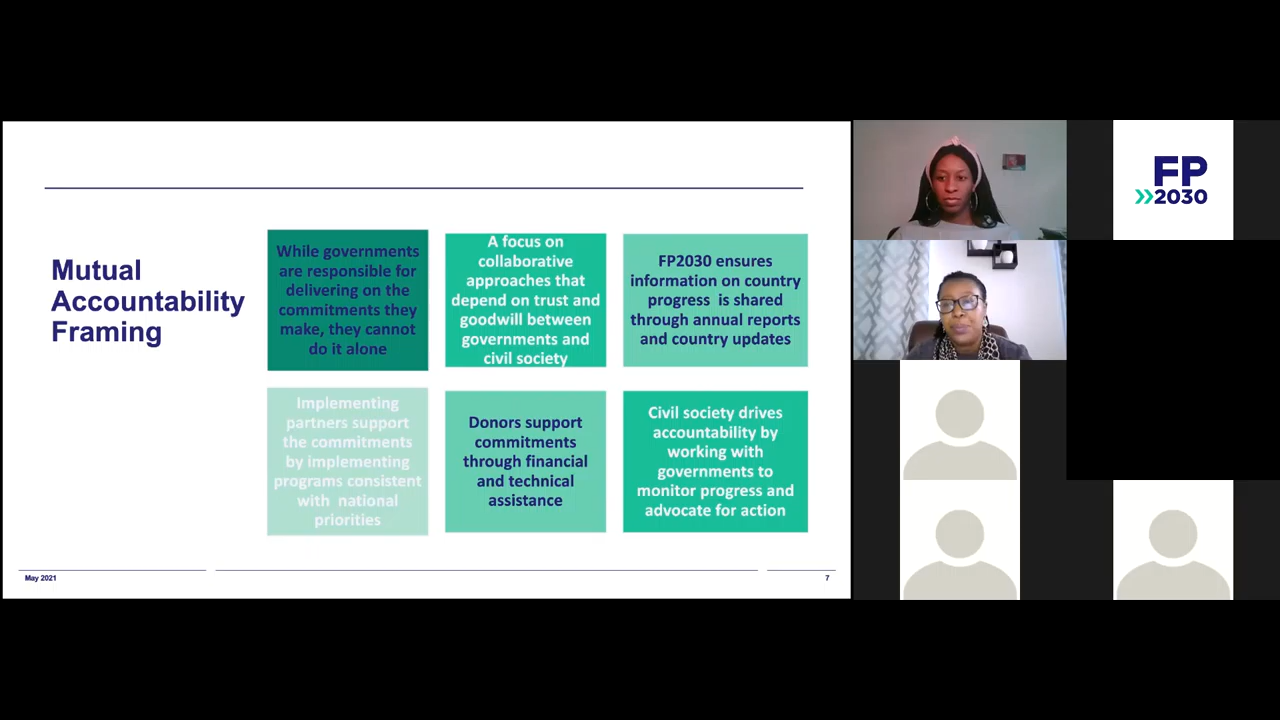 Mutual
Accountability
Framing
While governments
are responsible for
delivering on the
commitments they
make, they cannot
do it alone
A focus on
collaborative
approaches that
depend on trust and
goodwill between
governments and
civil society
FP2030 ensures
information on country
progress is shared
through annual reports
and country updates
Implementing
partners support
the commitments
by implementing
programs consistent
with national
priorities
Donors support
commitments
through financial
and technical
assistance
Civil society drives
accountability by
working with
governments to
monitor progress and
advocate for action
May 2021
7
FP
2030